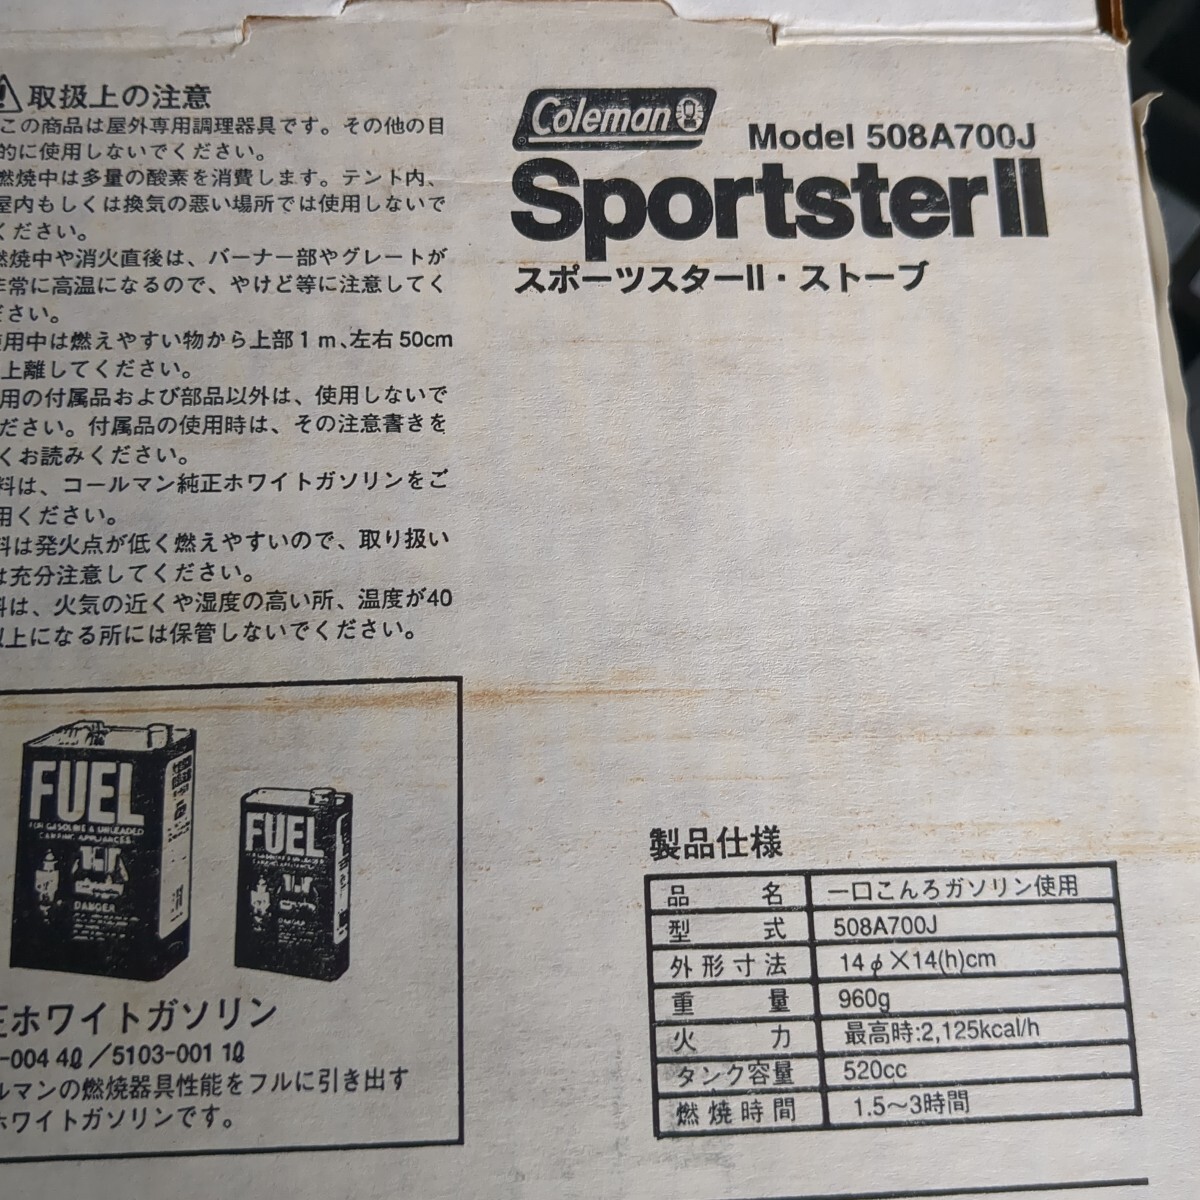 取扱上の注意
この商品は屋外専用調理器具です。その他の目
的に使用しないでください。
燃焼中は多量の酸素を消費します。テント内、
屋内もしくは換気の悪い場所では使用しないで
ください。
燃焼中や消火直後は、バーナー部やグレートが
非常に高温になるので、やけど等に注意してく
ださい。
使用中は燃えやすい物から上部1m、左右50cm
上離してください。
用の付属品および部品以外は、使用しないで
ださい。付属品の使用時は、その注意書きを
くお読みください。
料は、コールマン純正ホワイトガソリンをご
用ください。
料は発火点が低く燃えやすいので、取り扱い
は充分注意してください。
料は、火気の近くや湿度の高い所、温度が40
以上になる所には保管しないでください。
Coleman
Model 508A700J
SportsterII
スポーツスターII・ストーブ
FUEL
FOR GASOLINE & UNLEADED
CAMPING APPLIANCES
DANGER
FUEL
正ホワイトガソリン
-004 4ℓ／5103-001 1ℓ
ルマンの燃焼器具性能をフルに引き出す
ホワイトガソリンです。
製品仕様
品名 一口こんろガソリン使用
型式 508A700J
外形寸法 14φ×14(h)cm
重量 960g
火力 最高時:2,125kcal/h
タンク容量 520cc
燃焼時間 1.5～3時間